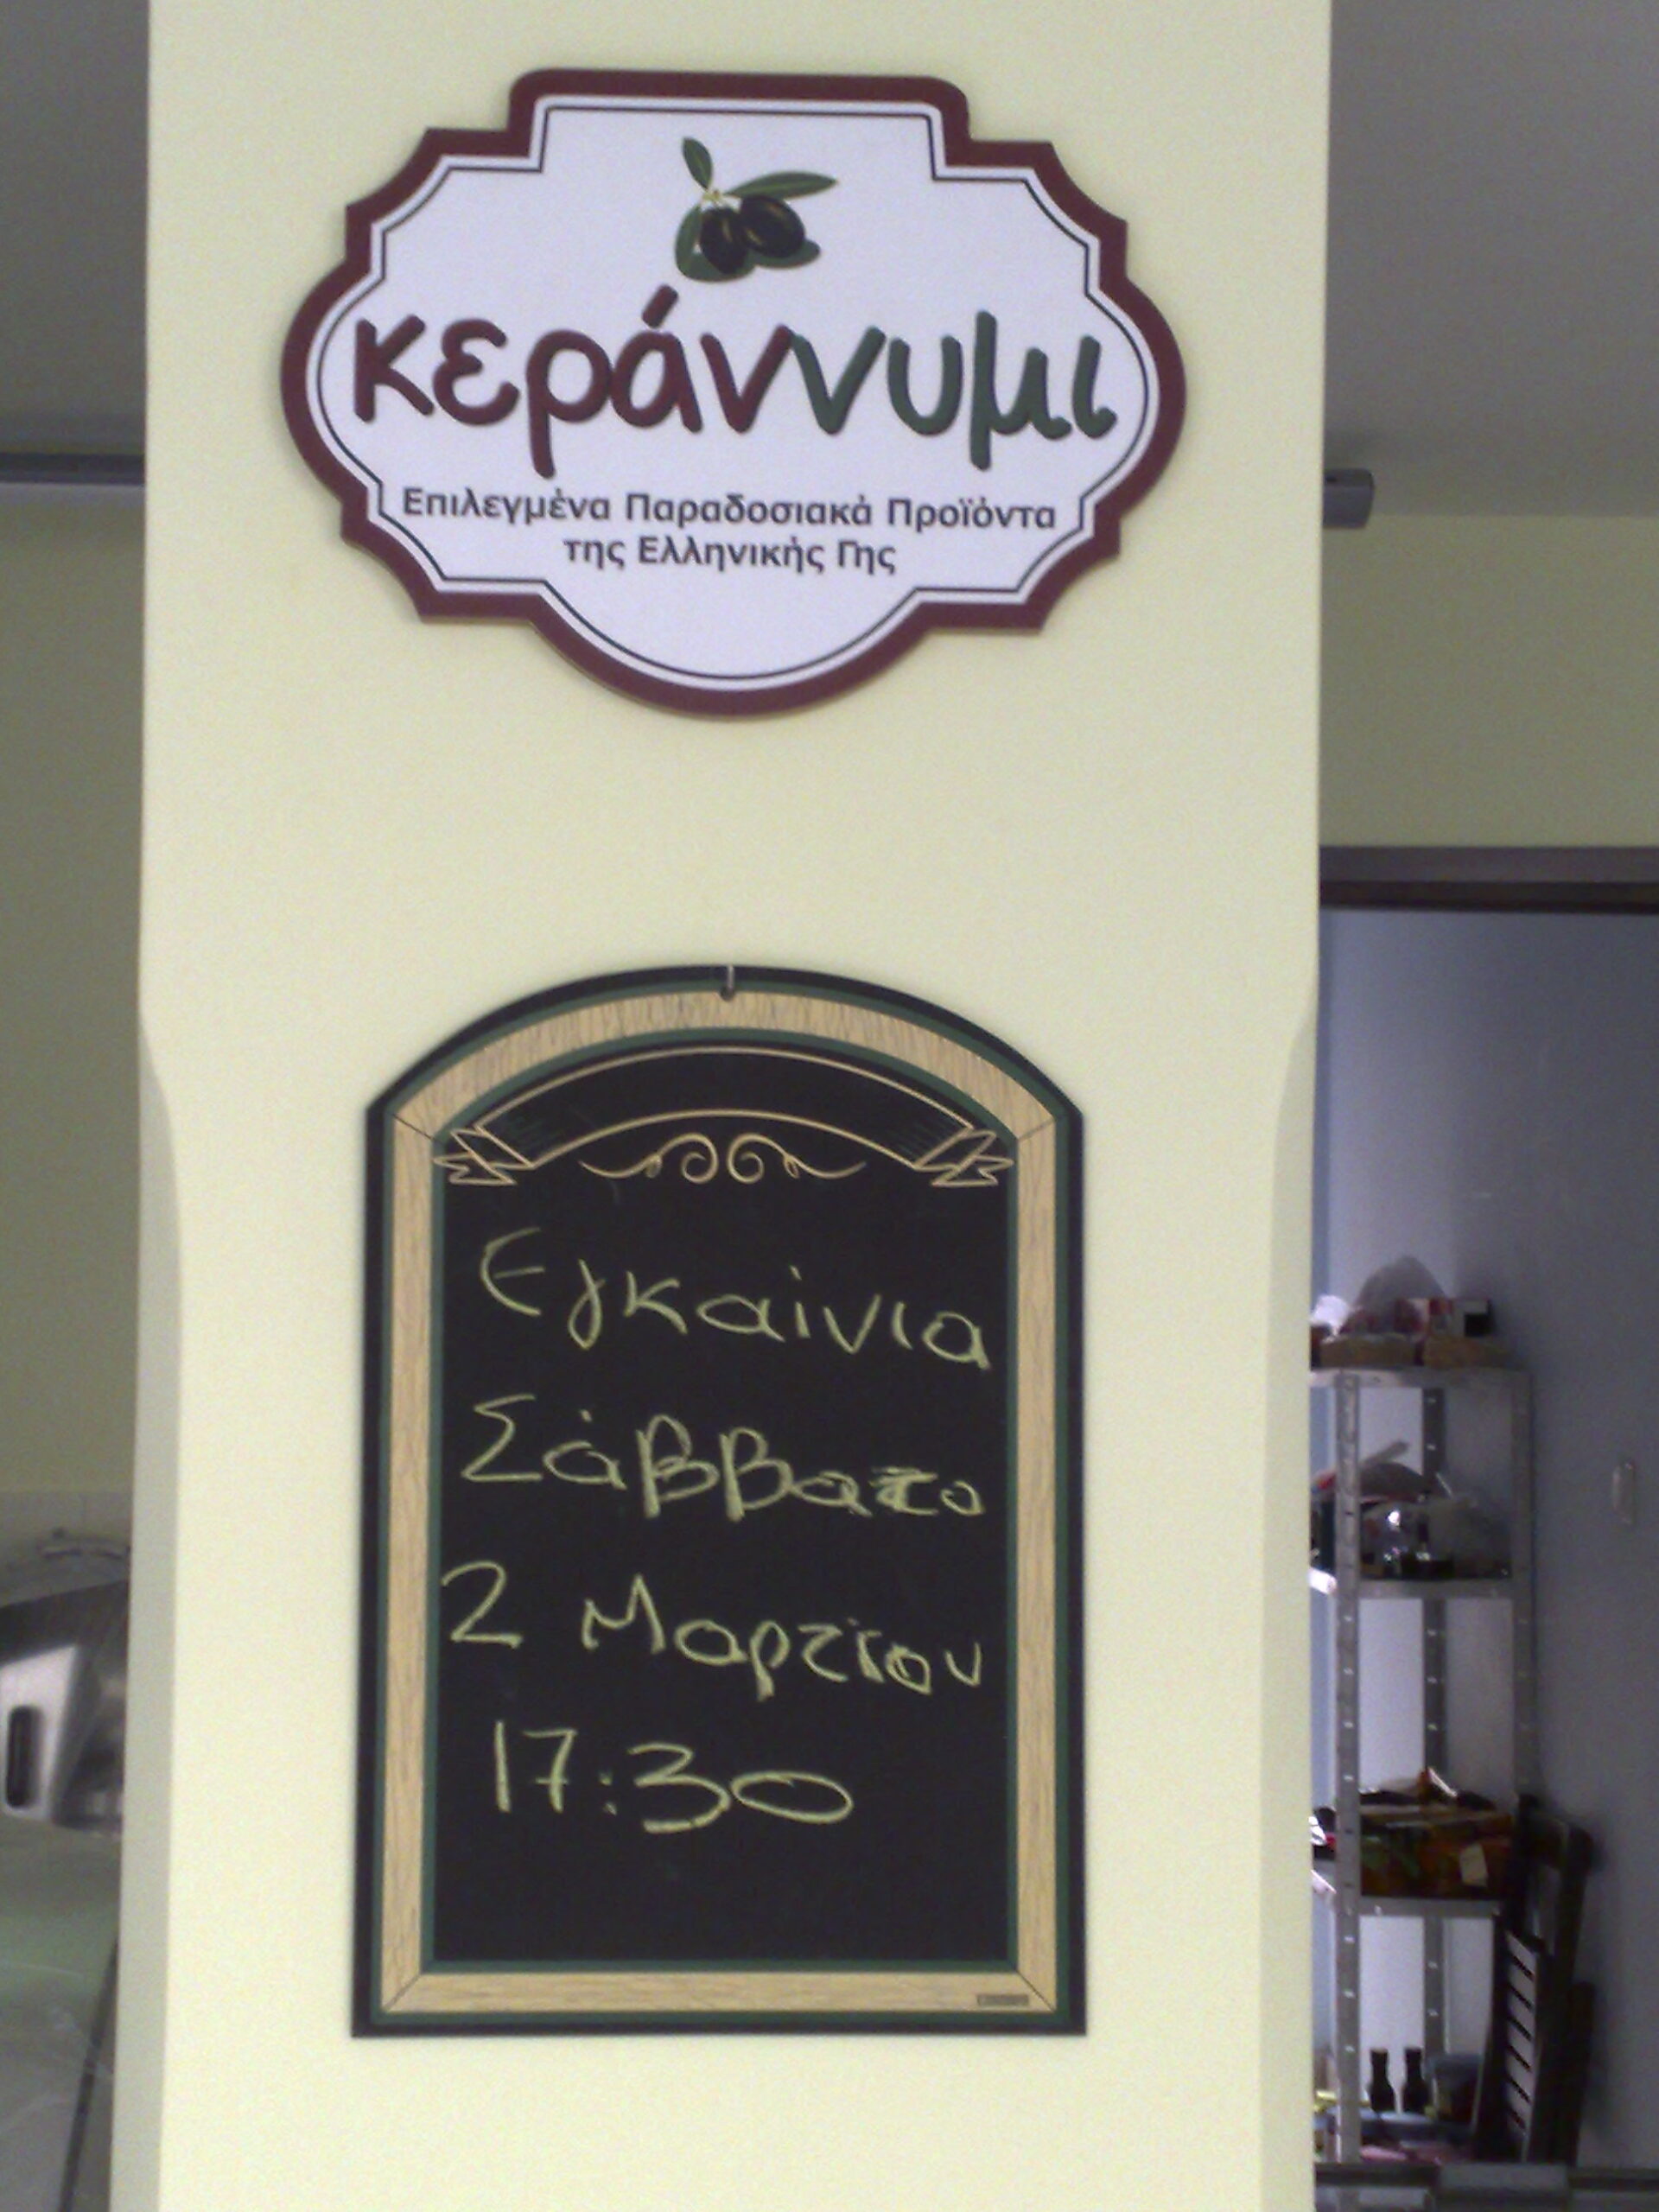 κεράννυμι
Επιλεγμένα Παραδοσιακά Προϊόντα
της Ελληνικής Γης
Εγκαίνια
Σάββατο
2 Μαρτίου
17:30